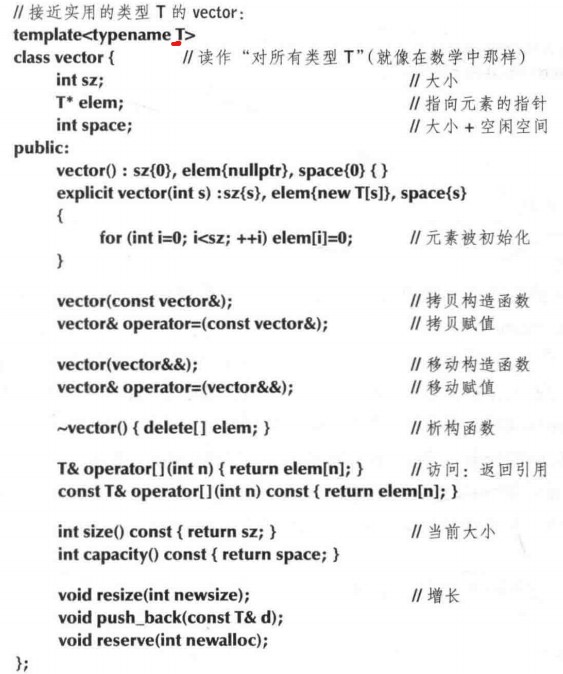 // 接近实用的类型 T 的 vector：
template<typename T>
class vector { // 读作“对所有类型 T”(就像在数学中那样)
int sz; // 大小
T* elem; // 指向元素的指针
int space; // 大小 + 空闲空间
public:
vector() : sz{0}, elem{nullptr}, space{0} { }
explicit vector(int s) :sz{s}, elem{new T[s]}, space{s}
{
for (int i=0; i<sz; ++i) elem[i]=0; // 元素被初始化
}
vector(const vector&); // 拷贝构造函数
vector& operator=(const vector&); // 拷贝赋值
vector(vector&&); // 移动构造函数
vector& operator=(vector&&); // 移动赋值
~vector() { delete[] elem; } // 析构函数
T& operator[](int n) { return elem[n]; } // 访问：返回引用
const T& operator[](int n) const { return elem[n]; }
int size() const { return sz; } // 当前大小
int capacity() const { return space; }
void resize(int newsize); // 增长
void push_back(const T& d);
void reserve(int newalloc);
};